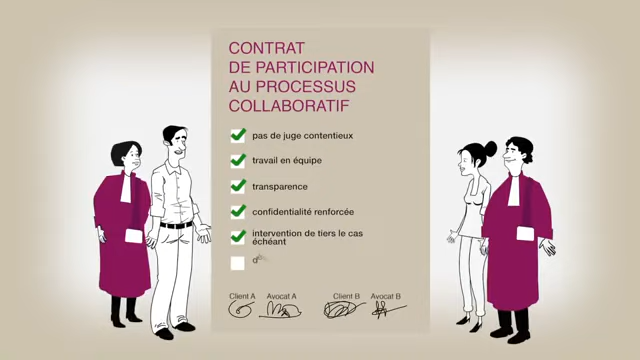 CONTRAT
DE PARTICIPATION
AU PROCESSUS
COLLABORATIF
pas de juge contentieux
travail en équipe
transparence
confidentialité renforcée
intervention de tiers le cas
échéant
Client A Avocat A Client B Avocat B